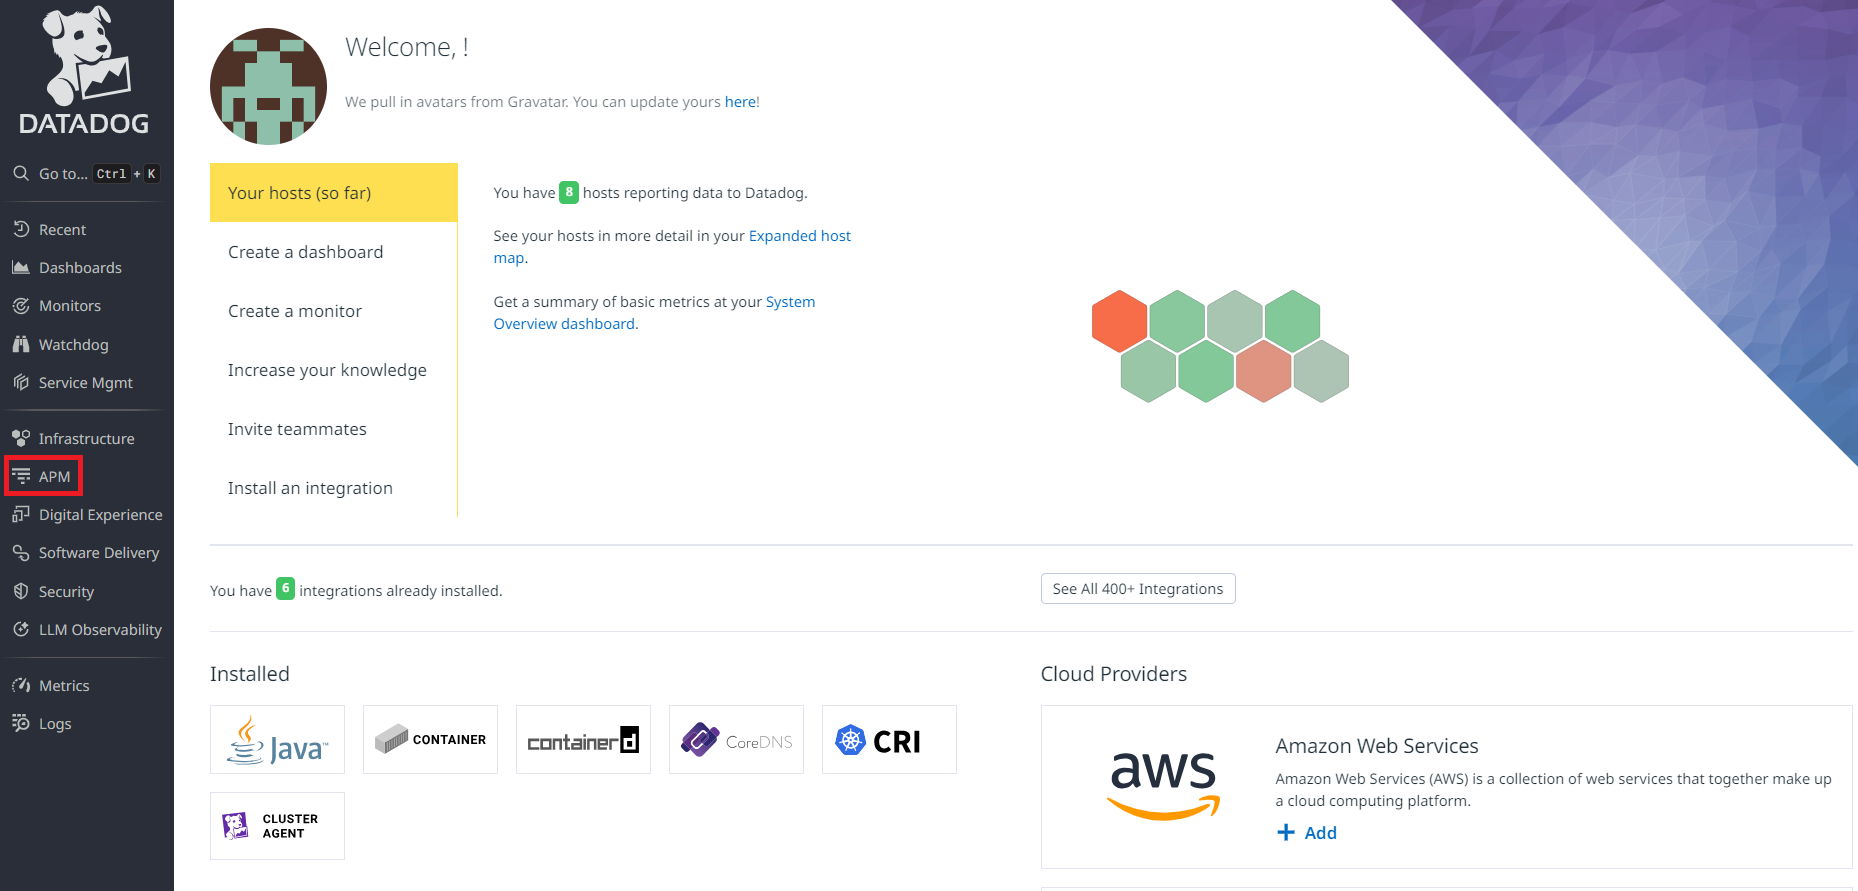 DATADOG
Go to... Ctrl + K
Recent
Dashboards
Monitors
Watchdog
Service Mgmt
Infrastructure
APM
Digital Experience
Software Delivery
Security
LLM Observability
Metrics
Logs
Welcome, !
We pull in avatars from Gravatar. You can update yours here!
Your hosts (so far)
Create a dashboard
Create a monitor
Increase your knowledge
Invite teammates
Install an integration
You have 8 hosts reporting data to Datadog.
See your hosts in more detail in your Expanded host
map.
Get a summary of basic metrics at your System
Overview dashboard.
You have 6 integrations already installed.
See All 400+ Integrations
Installed
Java™
CONTAINER
containerd
CoreDNS
CRI
CLUSTER
AGENT
Cloud Providers
aws
Amazon Web Services
Amazon Web Services (AWS) is a collection of web services that together make up
a cloud computing platform.
+ Add